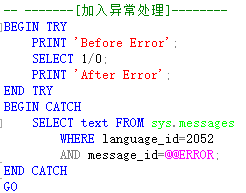 -- -------[加入异常处理]--------
BEGIN TRY
PRINT 'Before Error';
SELECT 1/0;
PRINT 'After Error';
END TRY
BEGIN CATCH
SELECT text FROM sys.messages
WHERE language_id=2052
AND message_id=@@ERROR;
END CATCH
GO